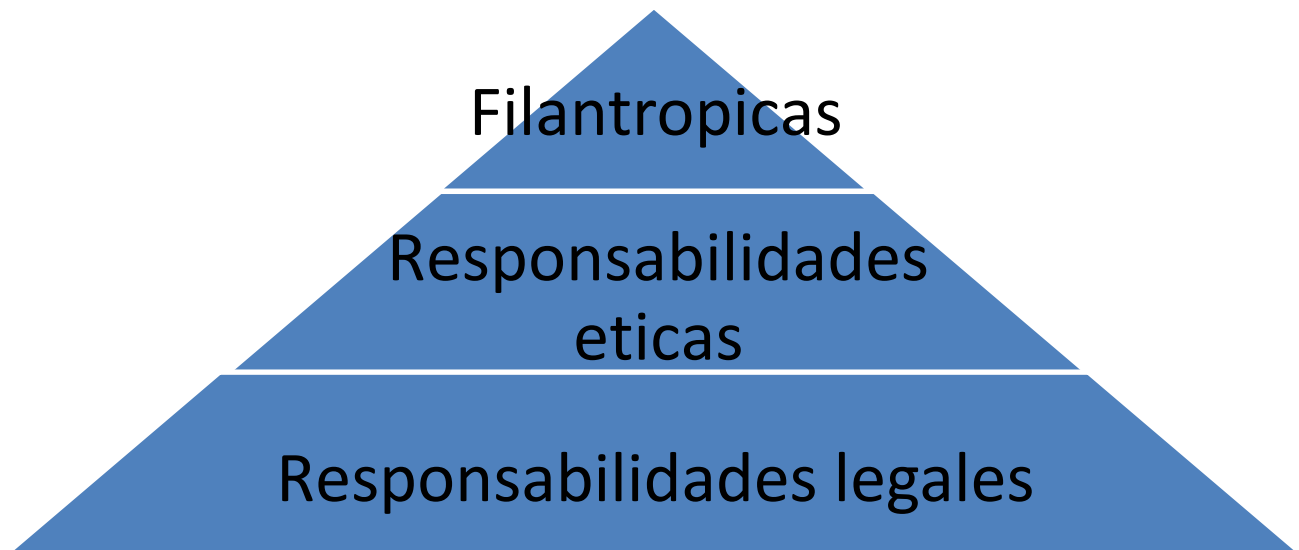 Filantropicas
Responsabilidades
eticas
Responsabilidades legales